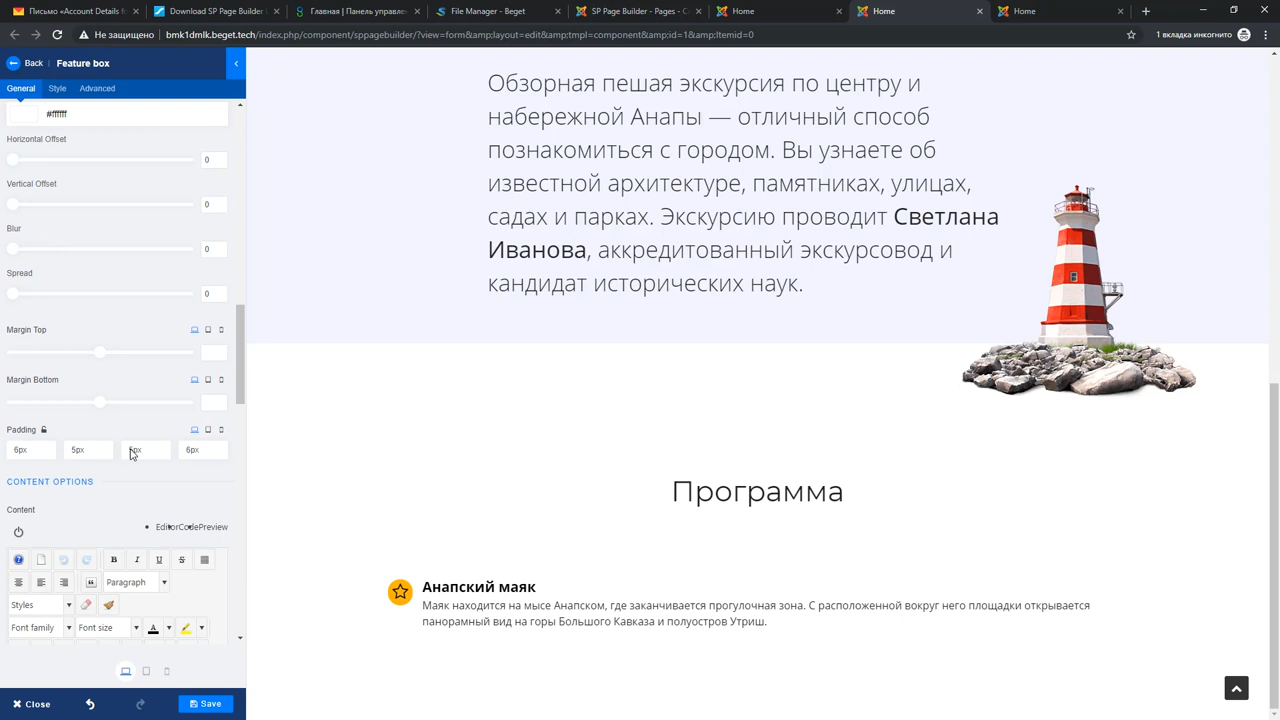 Письмо «Account Details f
Download SP Page Builder
Главная | Панель управле
File Manager - Beget
SP Page Builder - Pages - C
Home
Home
Home
Не защищено
bmk1dmlk.beget.tech/index.php/component/sppagebuilder/?view=form&amp;layout=edit&amp;tmpl=component&amp;id=1&amp;Itemid=0
1 вкладка инкогнито
Back
Feature box
General
Style
Advanced
#ffffff
Horizontal Offset
0
Vertical Offset
0
Blur
0
Spread
0
Margin Top
Margin Bottom
Padding
6px
5px
5px
6px
CONTENT OPTIONS
Content
EditorCodePreview
Paragraph
Styles
Font family
Font size
Close
Save
Обзорная пешая экскурсия по центру и
набережной Анапы — отличный способ
познакомиться с городом. Вы узнаете об
известной архитектуре, памятниках, улицах,
садах и парках. Экскурсию проводит Светлана
Иванова, аккредитованный экскурсовод и
кандидат исторических наук.
Программа
Анапский маяк
Маяк находится на мысе Анапском, где заканчивается прогулочная зона. С расположенной вокруг него площадки открывается
панорамный вид на горы Большого Кавказа и полуостров Утриш.